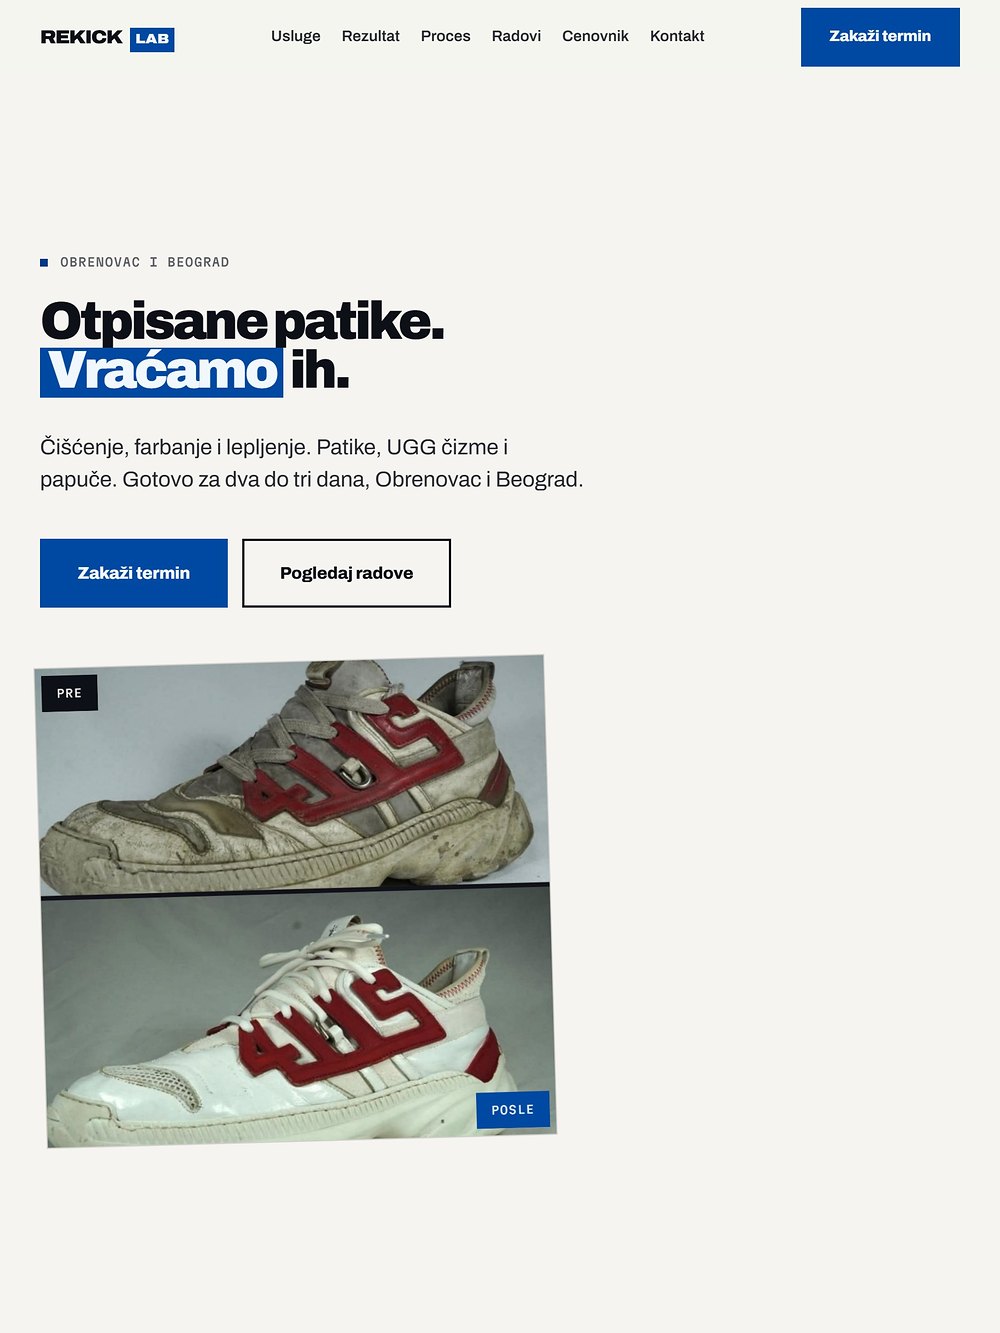 REKICK LAB
Usluge Rezultat Proces Radovi Cenovnik Kontakt
Zakaži termin
OBRENOVAC I BEOGRAD
Otpisane patike.
Vraćamo ih.
Čišćenje, farbanje i lepljenje. Patike, UGG čizme i
papuče. Gotovo za dva do tri dana, Obrenovac i Beograd.
Zakaži termin
Pogledaj radove
PRE
POSLE